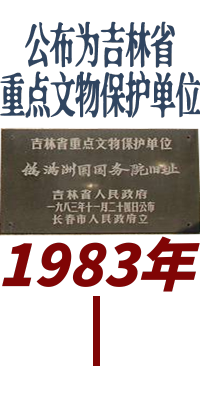 公布为吉林省
重点文物保护单位
吉林省重点文物保护单位
伪满洲国国务院旧址
吉林省人民政府
一九八三年十一月二十四日公布
长春市人民政府立
1983年